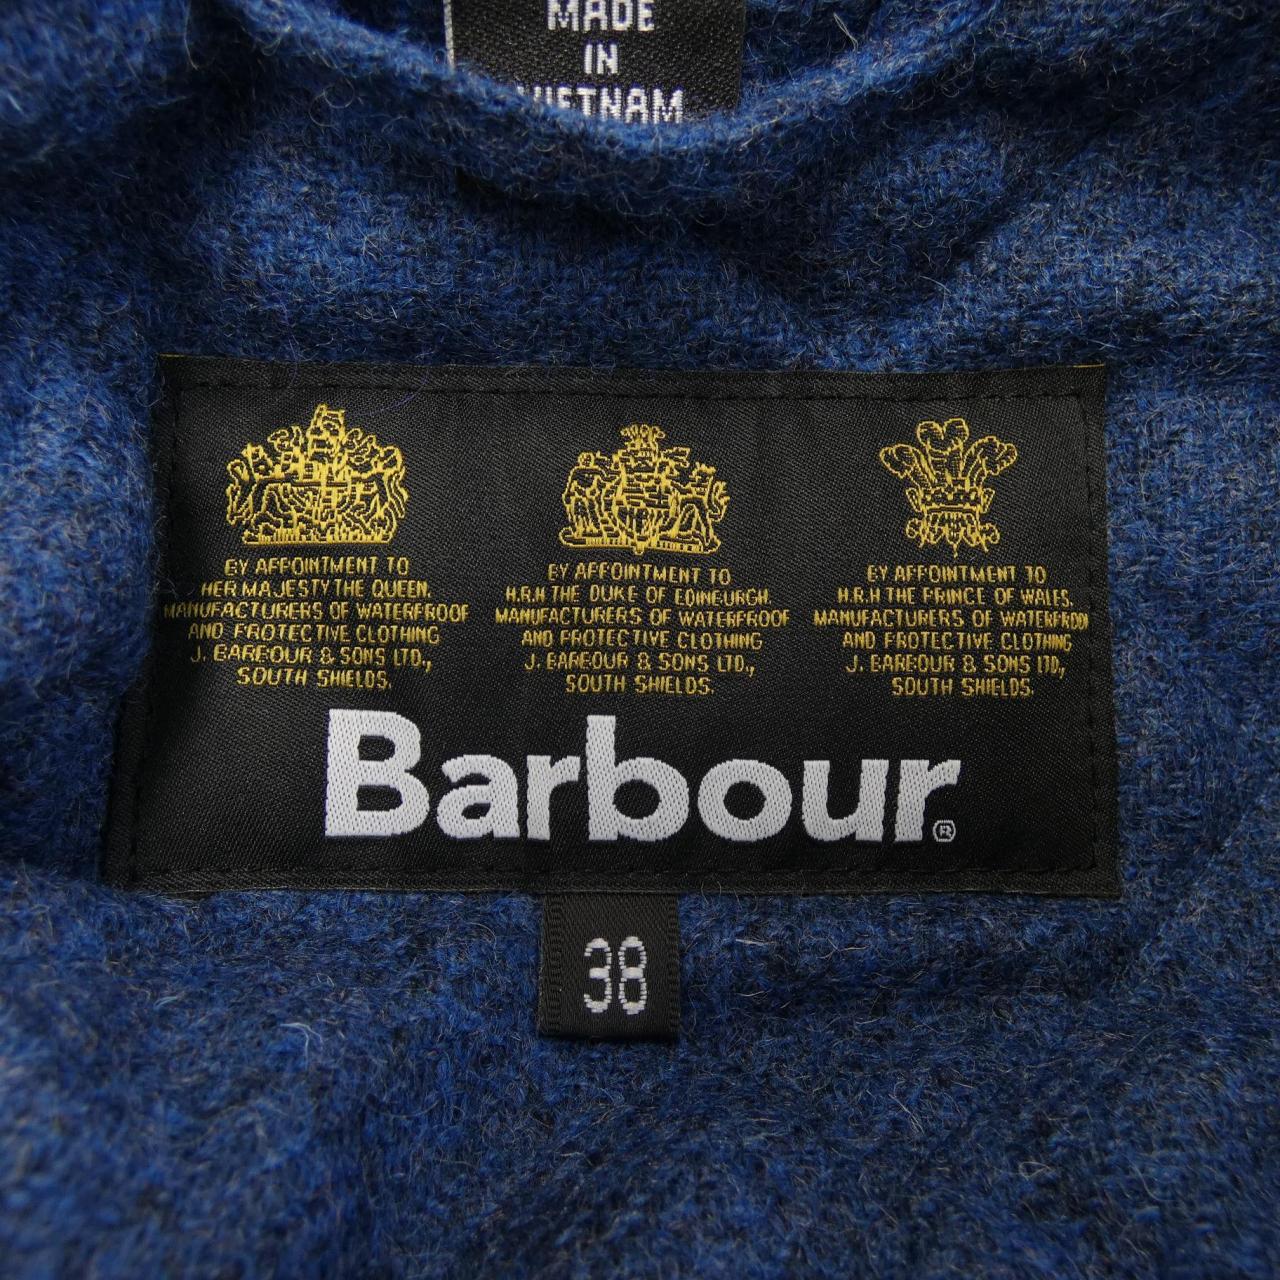 MADE
IN
VIETNAM
BY APPOINTMENT TO
HER MAJESTY THE QUEEN.
MANUFACTURERS OF WATERPROOF
AND PROTECTIVE CLOTHING
J. BARBOUR & SONS LTD.,
SOUTH SHIELDS.
BY APPOINTMENT TO
H.R.H THE DUKE OF EDINBURGH.
MANUFACTURERS OF WATERPROOF
AND PROTECTIVE CLOTHING
J. BARBOUR & SONS LTD.,
SOUTH SHIELDS.
BY APPOINTMENT TO
H.R.H THE PRINCE OF WALES.
MANUFACTURERS OF WATERPROOF
AND PROTECTIVE CLOTHING
J. BARBOUR & SONS LTD,
SOUTH SHIELDS.
Barbour®
38